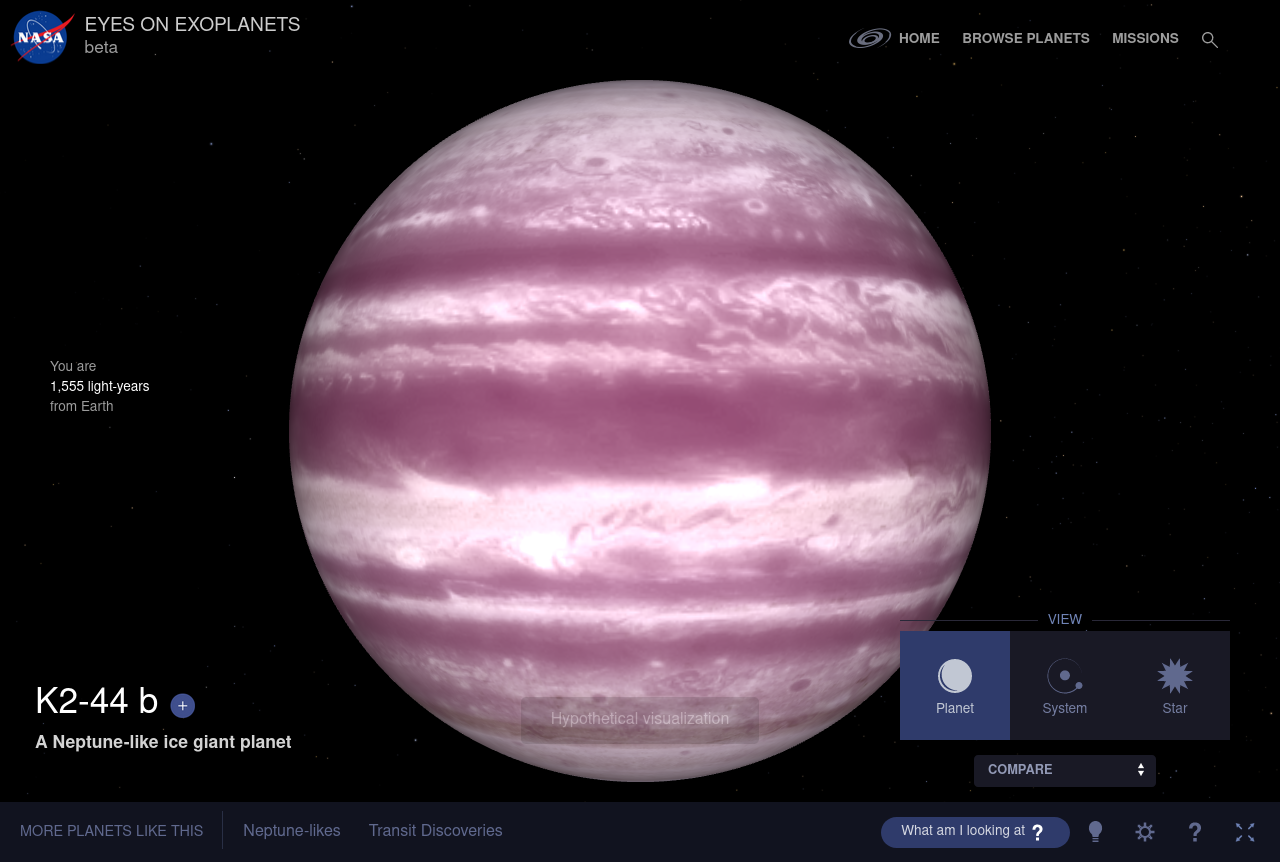 NASA
EYES ON EXOPLANETS
beta
HOME
BROWSE PLANETS
MISSIONS
You are
1,555 light-years
from Earth
VIEW
Planet
System
Star
K2-44 b +
A Neptune-like ice giant planet
Hypothetical visualization
COMPARE
MORE PLANETS LIKE THIS
Neptune-likes
Transit Discoveries
What am I looking at ?
?